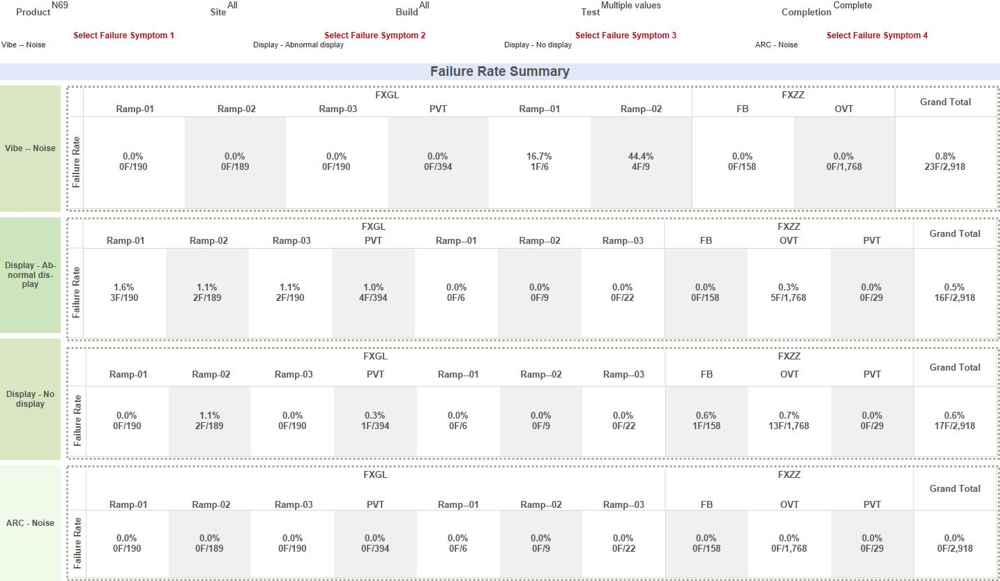 Product N69 Site All Build All Test Multiple values Completion Complete
Select Failure Symptom 1 Select Failure Symptom 2 Select Failure Symptom 3 Select Failure Symptom 4
Vibe -- Noise Display - Abnormal display Display - No display ARC - Noise
Failure Rate Summary
Vibe -- Noise
FXGL FXZZ Grand Total
Ramp-01 Ramp-02 Ramp-03 PVT Ramp--01 Ramp--02 FB OVT
Failure Rate
0.0% 0.0% 0.0% 0.0% 16.7% 44.4% 0.0% 0.0% 0.8%
0F/190 0F/189 0F/190 0F/394 1F/6 4F/9 0F/158 0F/1,768 23F/2,918
Display - Ab-
normal dis-
play
FXGL FXZZ Grand Total
Ramp-01 Ramp-02 Ramp-03 PVT Ramp--01 Ramp--02 Ramp--03 FB OVT PVT
Failure Rate
1.6% 1.1% 1.1% 1.0% 0.0% 0.0% 0.0% 0.0% 0.3% 0.0% 0.5%
3F/190 2F/189 2F/190 4F/394 0F/6 0F/9 0F/22 0F/158 5F/1,768 0F/29 16F/2,918
Display - No
display
FXGL FXZZ Grand Total
Ramp-01 Ramp-02 Ramp-03 PVT Ramp--01 Ramp--02 Ramp--03 FB OVT PVT
Failure Rate
0.0% 1.1% 0.0% 0.3% 0.0% 0.0% 0.0% 0.6% 0.7% 0.0% 0.6%
0F/190 2F/189 0F/190 1F/394 0F/6 0F/9 0F/22 1F/158 13F/1,768 0F/29 17F/2,918
ARC - Noise
FXGL FXZZ Grand Total
Ramp-01 Ramp-02 Ramp-03 PVT Ramp--01 Ramp--02 Ramp--03 FB OVT PVT
Failure Rate
0.0% 0.0% 0.0% 0.0% 0.0% 0.0% 0.0% 0.0% 0.0% 0.0% 0.0%
0F/190 0F/189 0F/190 0F/394 0F/6 0F/9 0F/22 0F/158 0F/1,768 0F/29 0F/2,918